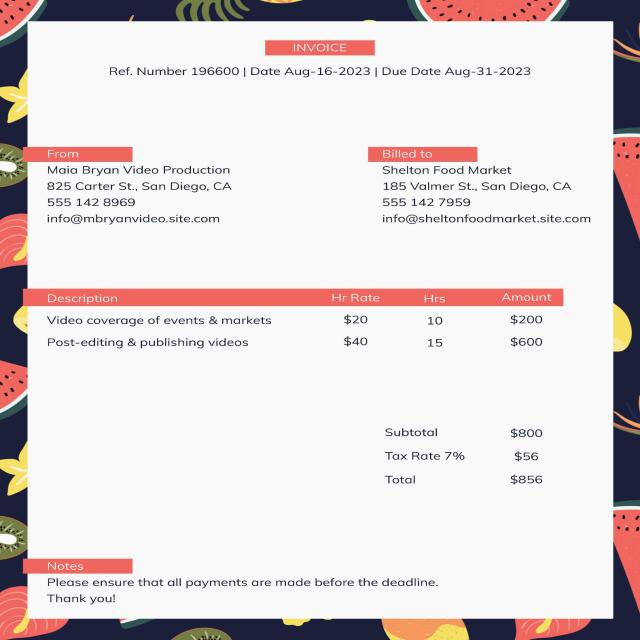 INVOICE
Ref. Number 196600 | Date Aug-16-2023 | Due Date Aug-31-2023
From
Maia Bryan Video Production
825 Carter St., San Diego, CA
555 142 8969
info@mbryanvideo.site.com
Billed to
Shelton Food Market
185 Valmer St., San Diego, CA
555 142 7959
info@sheltonfoodmarket.site.com
Description Hr Rate Hrs Amount
Video coverage of events & markets $20 10 $200
Post-editing & publishing videos $40 15 $600
Subtotal $800
Tax Rate 7% $56
Total $856
Notes
Please ensure that all payments are made before the deadline.
Thank you!